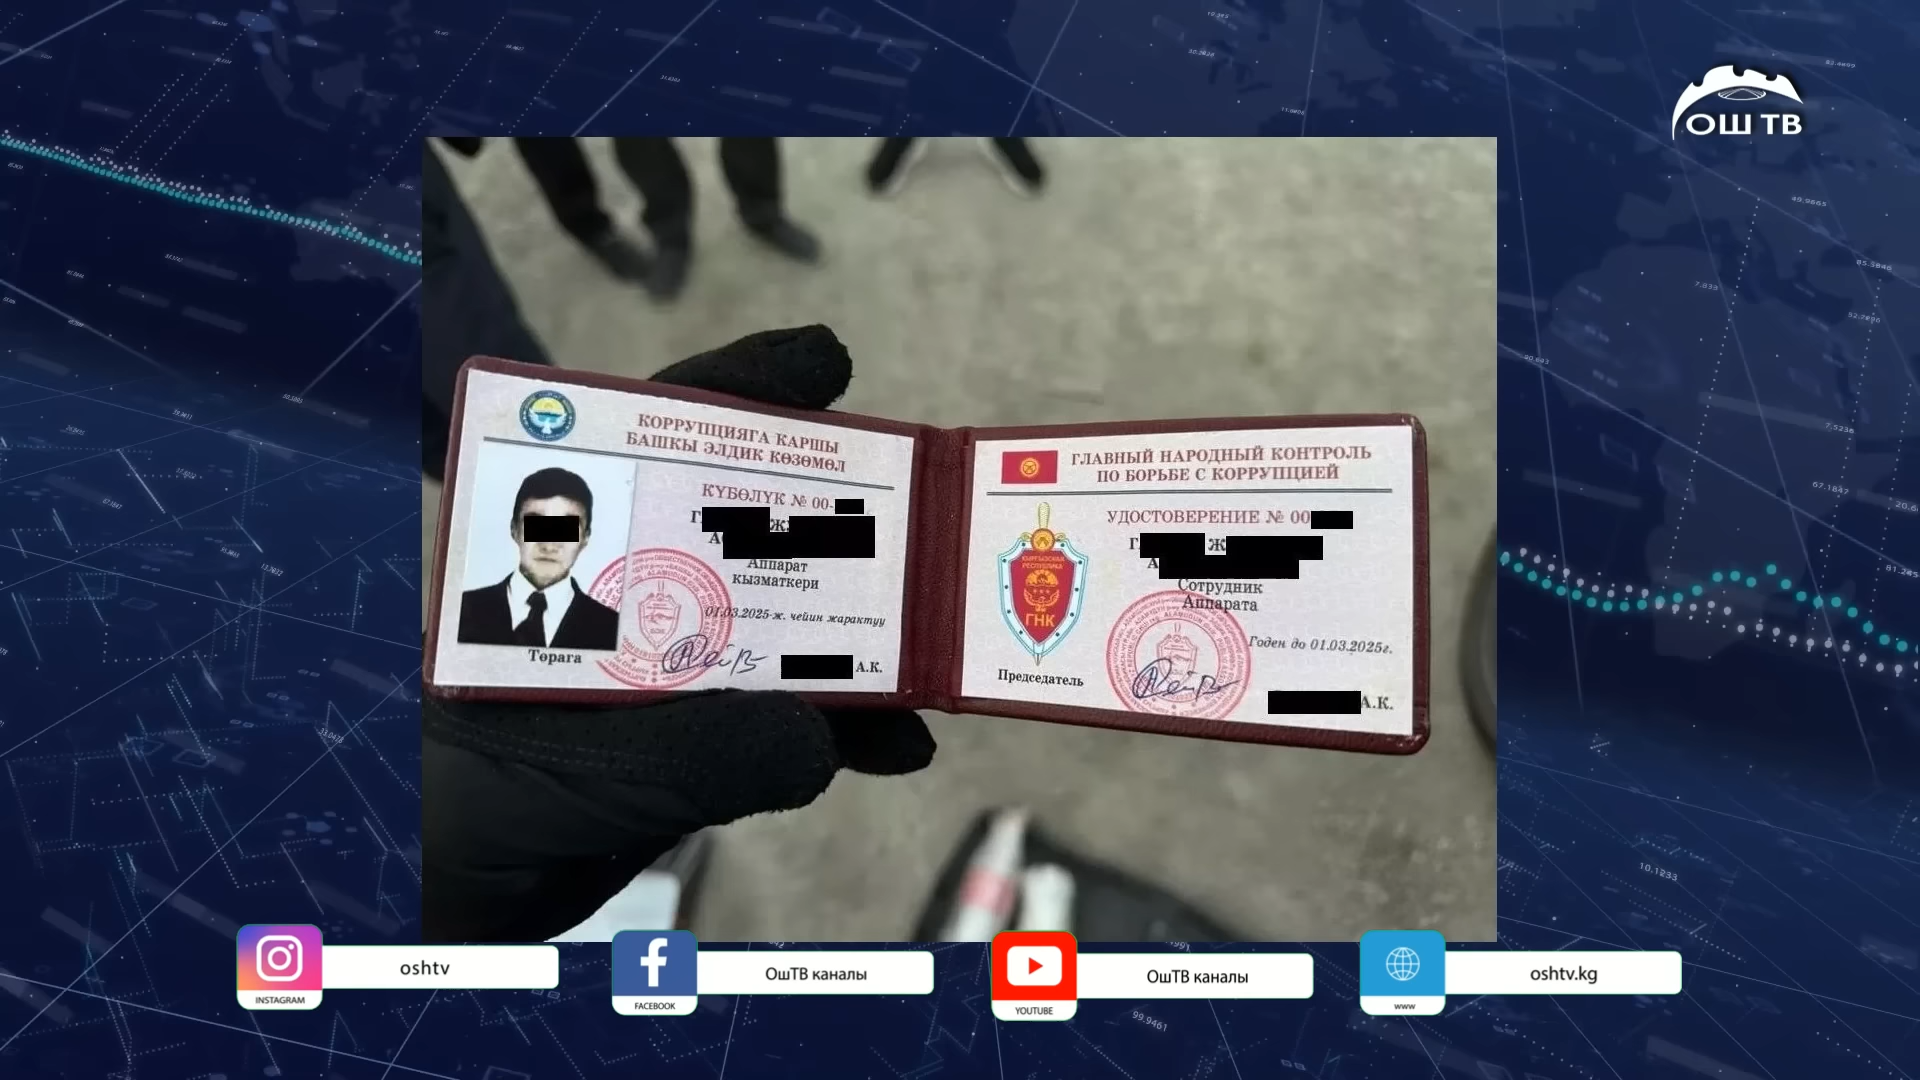 ОШ ТВ
КОРРУПЦИЯГА КАРШЫ
БАШКЫ ЭЛДИК КӨЗӨМӨЛ
КҮБӨЛҮК № 00-
Аппарат
кызматкери
01.03.2025-ж. чейин жарактуу
Төрага
А.К.
ГЛАВНЫЙ НАРОДНЫЙ КОНТРОЛЬ
ПО БОРЬБЕ С КОРРУПЦИЕЙ
УДОСТОВЕРЕНИЕ № 00
Сотрудник
Аппарата
КЫРГЫЗСКАЯ
РЕСПУБЛИКА
ГНК
Годен до 01.03.2025г.
Председатель
А.К.
oshtv
INSTAGRAM
ОшТВ каналы
FACEBOOK
ОшТВ каналы
YOUTUBE
oshtv.kg
www